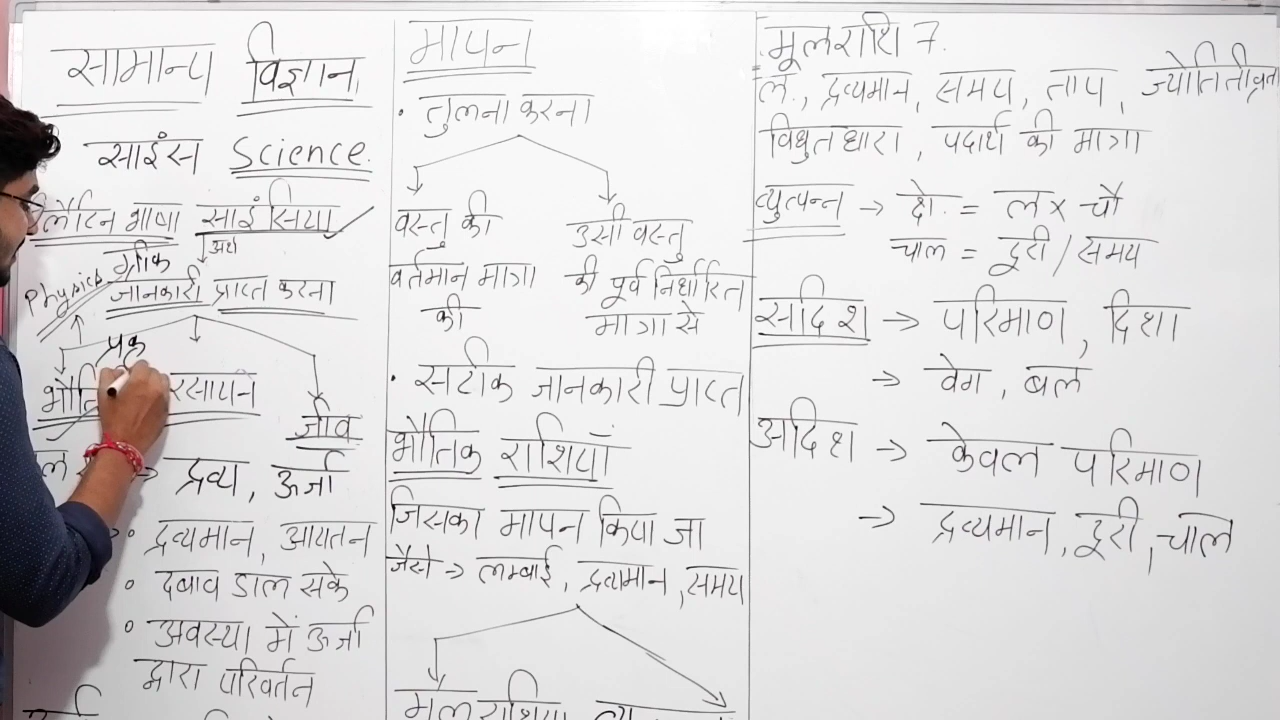 सामान्य विज्ञान
साइंस Science.
लैटिन भाषा साइंसिया
अर्थ
ग्रीक
Physics
जानकारी प्राप्त करना
प्रकृ
रसायन
जीव
द्रव्य, ऊर्जा
द्रव्यमान, आयतन
दबाव डाल सके
अवस्था में ऊर्जा
द्वारा परिवर्तन
मापन
तुलना करना
वस्तु की
वर्तमान मात्रा
की
उसी वस्तु
की पूर्व निर्धारित
मात्रा से
सटीक जानकारी प्राप्त
भौतिक राशियाँ
जिसका मापन किया जा
जैसे → लम्बाई, द्रव्यमान, समय
मूल राशियां
मूल राशि 7.
ल., द्रव्यमान, समय, ताप, ज्योति तीव्रता
विधुत धारा, पदार्थ की मात्रा
व्युत्पन्न → क्षे. = ल × चौ
चाल = दूरी / समय
सदिश → परिमाण, दिशा
→ वेग, बल
अदिश → केवल परिमाण
→ द्रव्यमान, दूरी, चाल